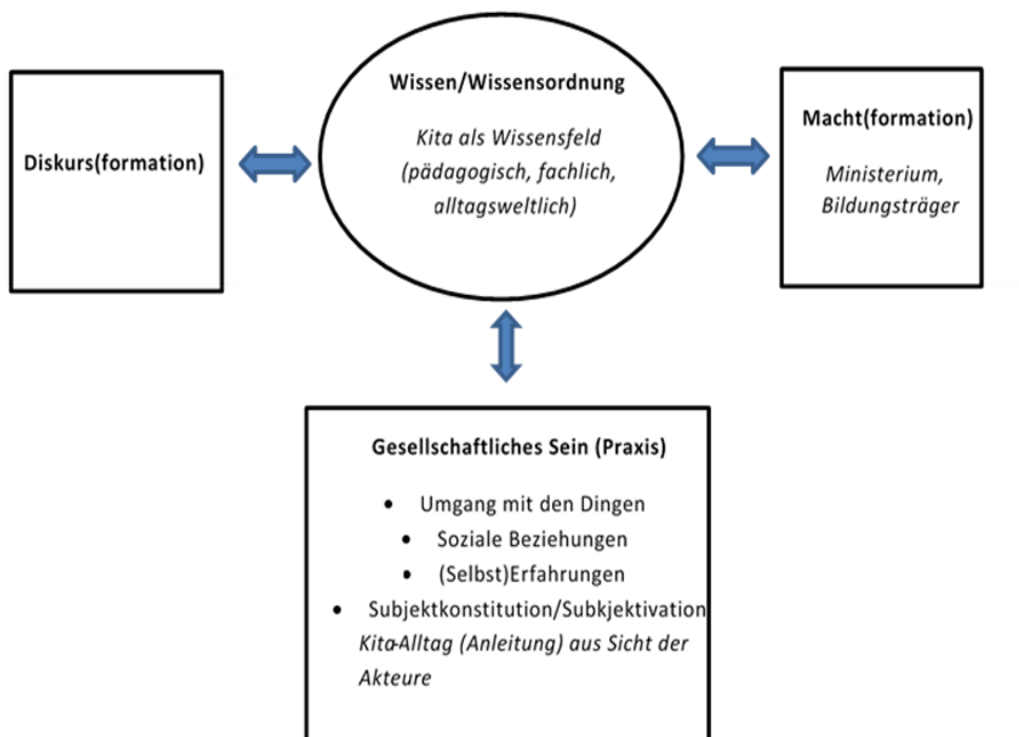 Diskurs(formation)
Wissen/Wissensordnung
Kita als Wissensfeld
(pädagogisch, fachlich,
alltagsweltlich)
Macht(formation)
Ministerium,
Bildungsträger
Gesellschaftliches Sein (Praxis)
• Umgang mit den Dingen
• Soziale Beziehungen
• (Selbst)Erfahrungen
• Subjektkonstitution/Subkjektivation
Kita-Alltag (Anleitung) aus Sicht der
Akteure